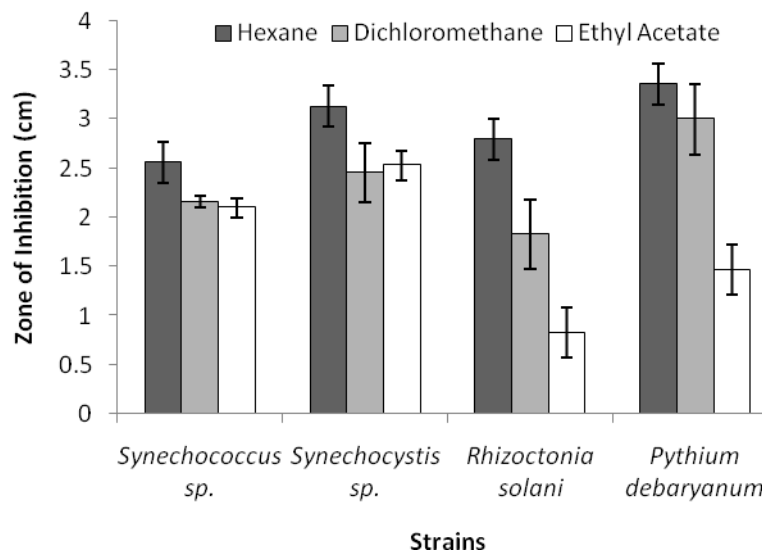 Hexane Dichloromethane Ethyl Acetate
Zone of Inhibition (cm)
4
3.5
3
2.5
2
1.5
1
0.5
0
Synechococcus sp.
Synechocystis sp.
Rhizoctonia solani
Pythium debaryanum
Strains